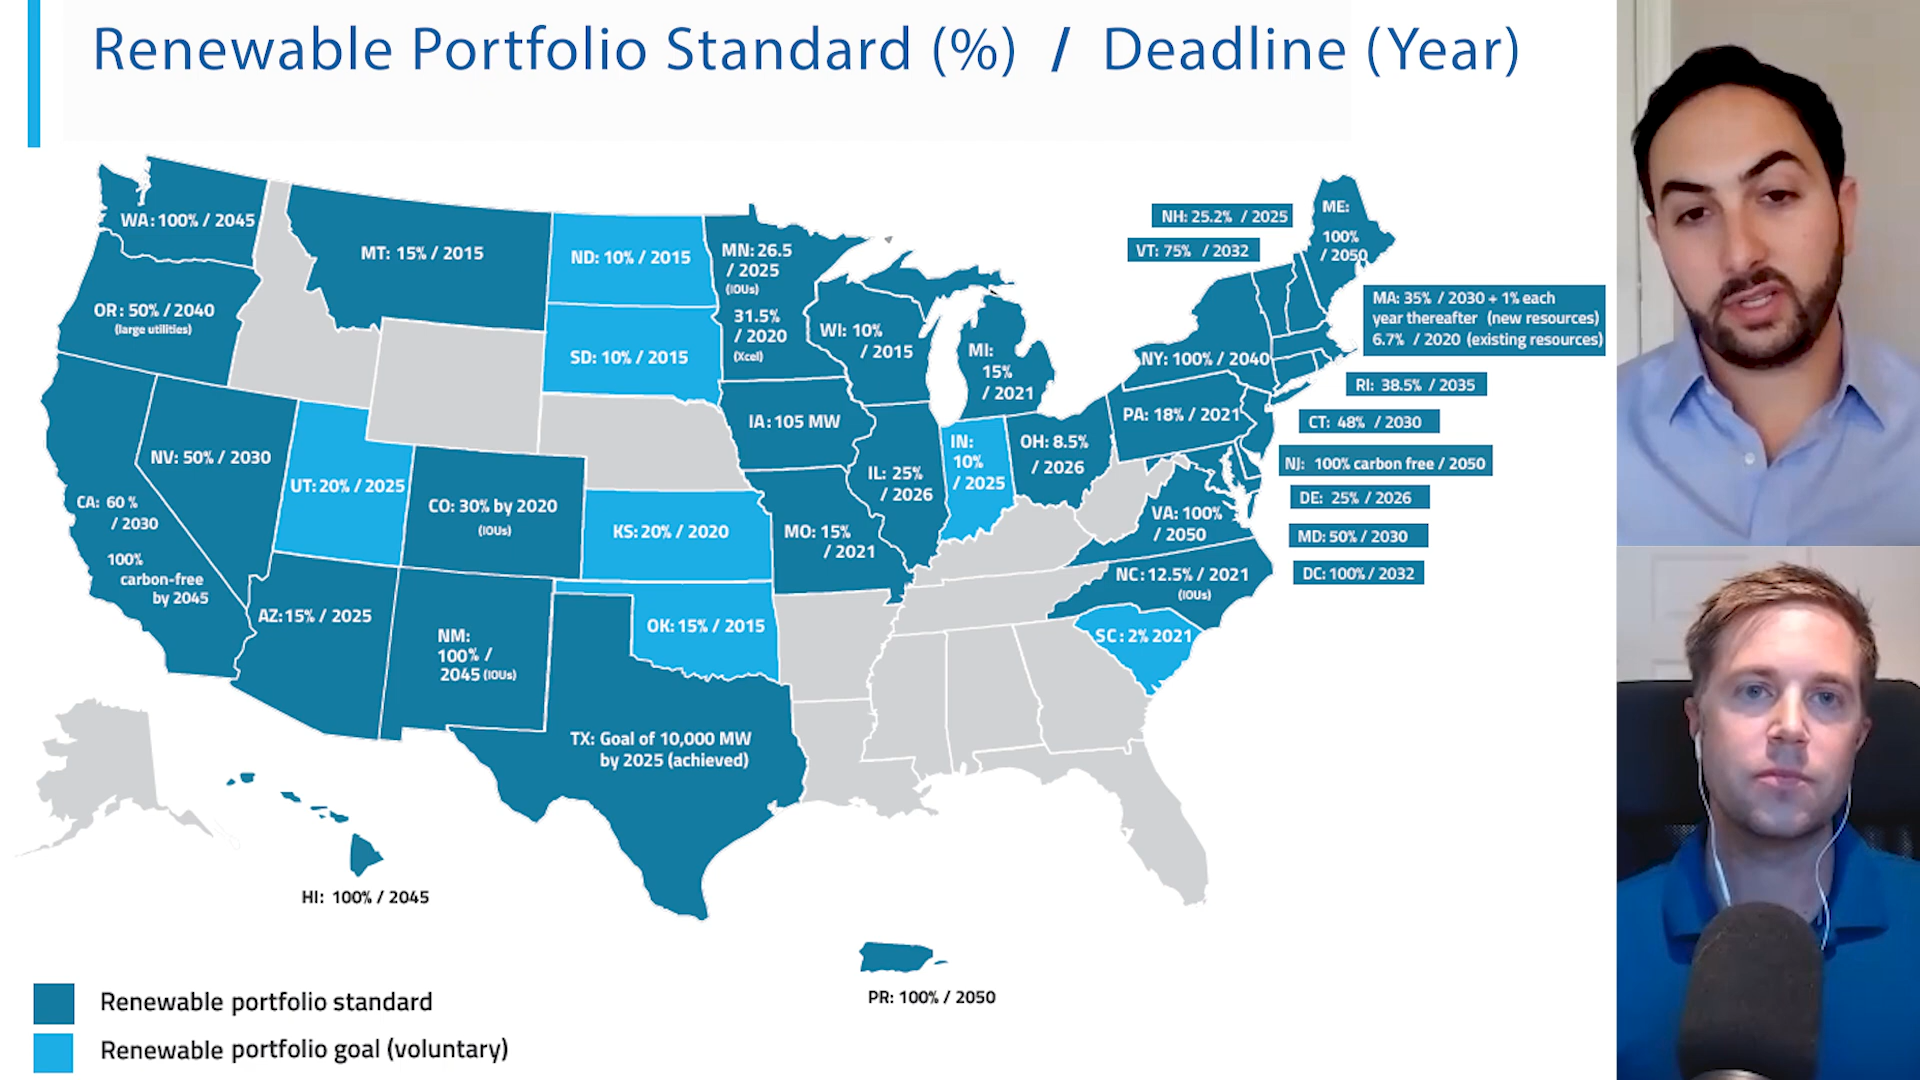 Renewable Portfolio Standard (%) / Deadline (Year)
WA: 100% / 2045
OR: 50% / 2040
(large utilities)
CA: 60 %
/ 2030
100%
carbon-free
by 2045
NV: 50% / 2030
MT: 15% / 2015
UT: 20% / 2025
AZ: 15% / 2025
CO: 30% by 2020
(IOUs)
NM:
100% /
2045 (IOUs)
ND: 10% / 2015
SD: 10% / 2015
KS: 20% / 2020
OK: 15% / 2015
TX: Goal of 10,000 MW
by 2025 (achieved)
MN: 26.5
/ 2025
(IOUs)
31.5%
/ 2020
(Xcel)
IA: 105 MW
MO: 15%
/ 2021
WI: 10%
/ 2015
IL: 25%
/ 2026
MI:
15%
/ 2021
IN:
10%
/ 2025
OH: 8.5%
/ 2026
PA: 18% / 2021
NY: 100% / 2040
VA: 100%
/ 2050
NC: 12.5% / 2021
(IOUs)
SC: 2% 2021
ME:
100%
/ 2050
NH: 25.2% / 2025
VT: 75% / 2032
MA: 35% / 2030 + 1% each
year thereafter (new resources)
6.7% / 2020 (existing resources)
RI: 38.5% / 2035
CT: 48% / 2030
NJ: 100% carbon free / 2050
DE: 25% / 2026
MD: 50% / 2030
DC: 100% / 2032
HI: 100% / 2045
PR: 100% / 2050
Renewable portfolio standard
Renewable portfolio goal (voluntary)